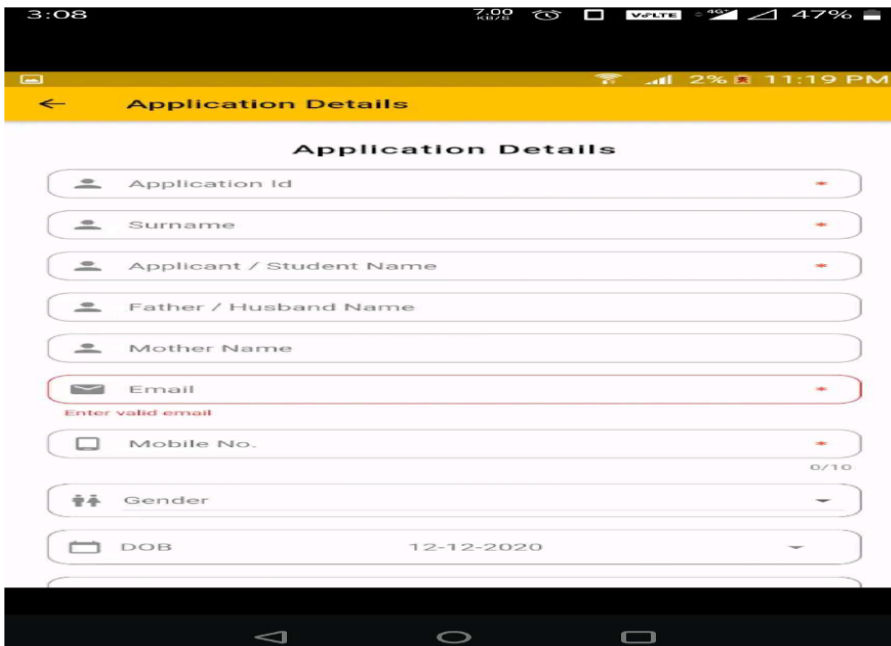 3:08 7.00 KB/S VoLTE 4G+ 47%
2% 11:19 PM
Application Details
Application Details
Application Id *
Surname *
Applicant / Student Name *
Father / Husband Name
Mother Name
Email *
Enter valid email
Mobile No. *
0/10
Gender
DOB 12-12-2020